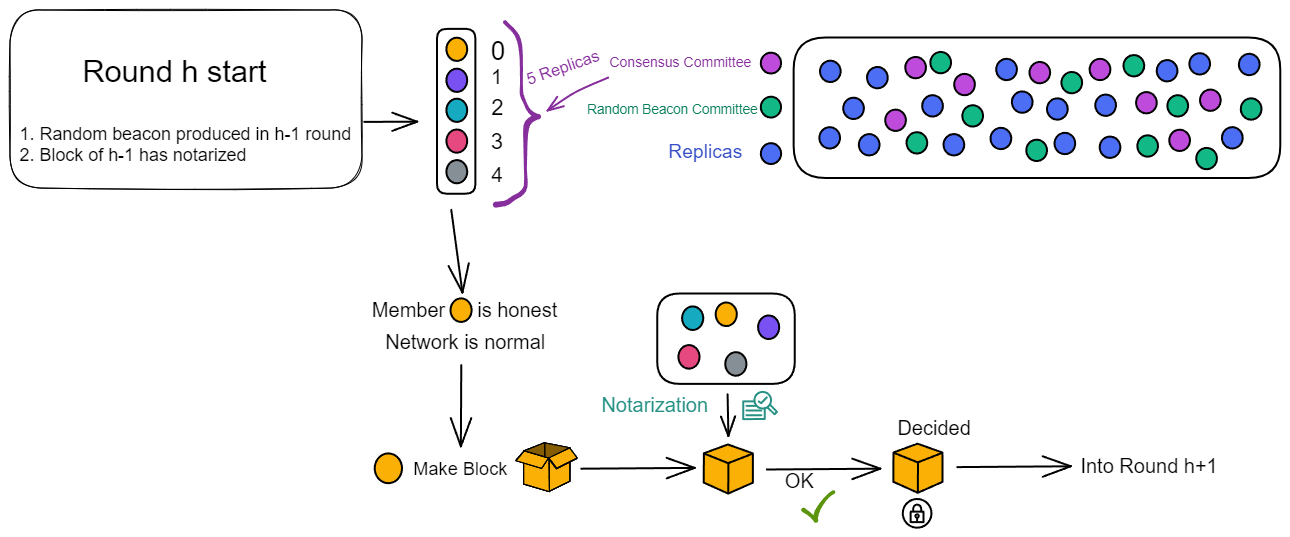 Round h start
1. Random beacon produced in h-1 round
2. Block of h-1 has notarized
0
1
2
3
4
5 Replicas
Consensus Committee
Random Beacon Committee
Replicas
Member is honest
Network is normal
Notarization
Make Block
OK
Decided
Into Round h+1